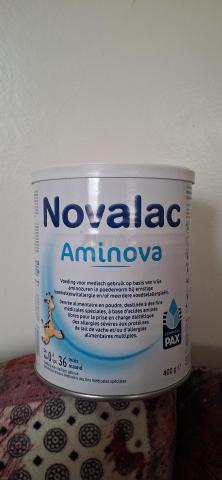 Novalac
Aminova
Voeding voor medisch gebruik op basis van vrije
aminozuren in poedervorm bij ernstige
koemelkeiwitallergie en/of meerdere voedselallergieën.
Denrée alimentaire en poudre, destinée à des fins
médicales spéciales, à base d'acides aminés
libres pour la prise en charge diététique
des allergies sévères aux protéines
de lait de vache et/ou d'allergies
alimentaires multiples.
0 36 mois
maand
PAX
400 g e